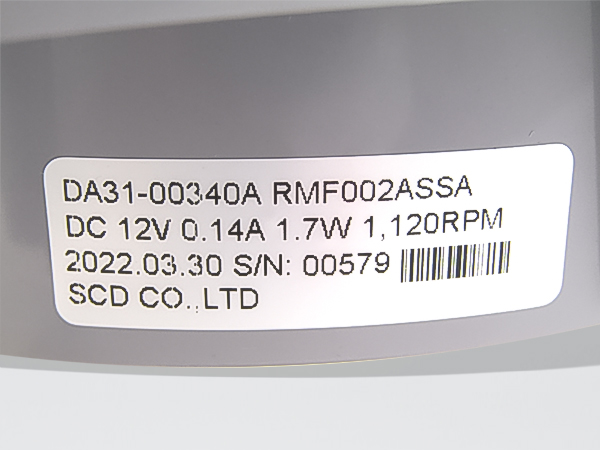 DA31-00340A RMF002ASSA
DC 12V 0.14A 1.7W 1,120RPM
2022.03.30 S/N: 00579
SCD CO.,LTD